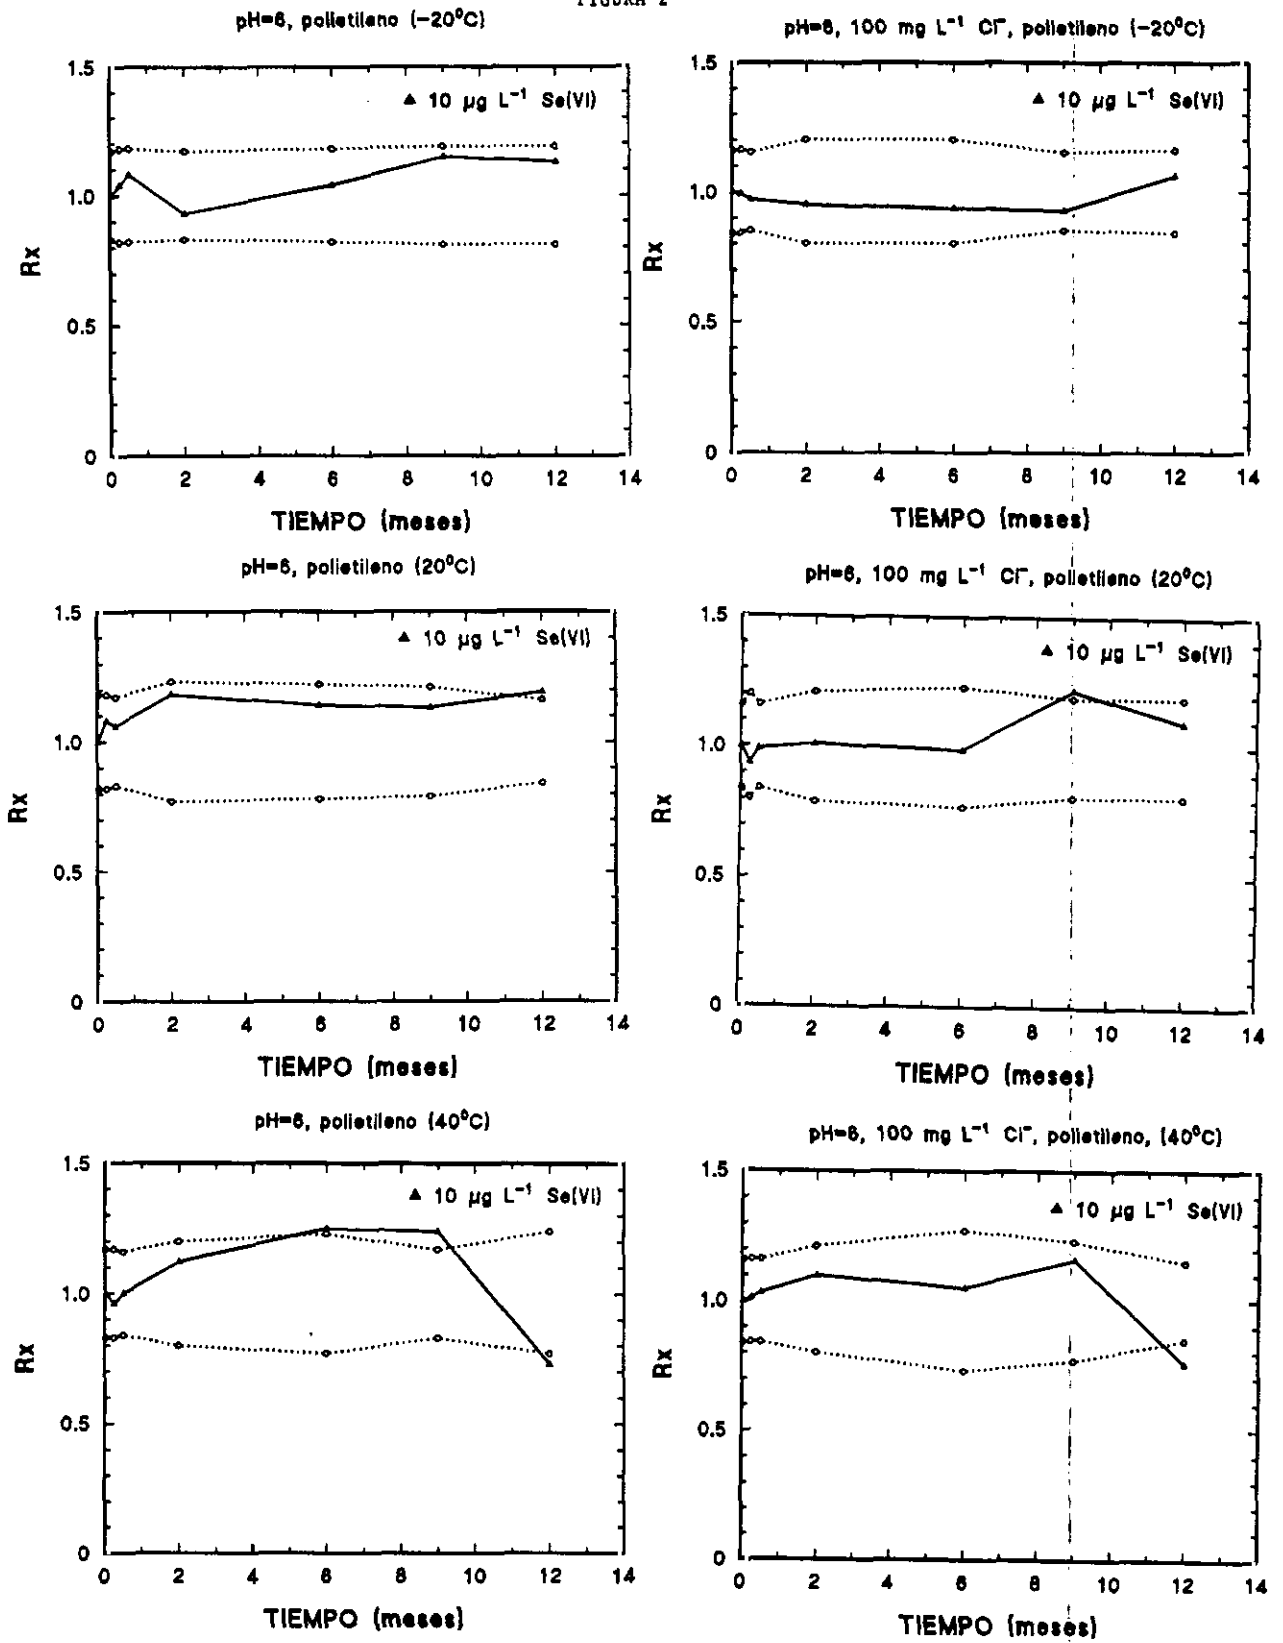 FIGURA 2
pH=6, polietileno (-20⁰C)
1.5
▲ 10 µg L⁻¹ Se(VI)
1.0
Rx
0.5
0
0 2 4 6 8 10 12 14
TIEMPO (meses)
pH=6, 100 mg L⁻¹ Cl⁻, polietileno (-20⁰C)
1.5
▲ 10 µg L⁻¹ Se(VI)
1.0
Rx
0.5
0
0 2 4 6 8 10 12 14
TIEMPO (meses)
pH=6, polietileno (20⁰C)
1.5
▲ 10 µg L⁻¹ Se(VI)
1.0
Rx
0.5
0
0 2 4 6 8 10 12 14
TIEMPO (meses)
pH=6, 100 mg L⁻¹ Cl⁻, polietileno (20⁰C)
1.5
▲ 10 µg L⁻¹ Se(VI)
1.0
Rx
0.5
0
0 2 4 6 8 10 12 14
TIEMPO (meses)
pH=6, polietileno (40⁰C)
1.5
▲ 10 µg L⁻¹ Se(VI)
1.0
Rx
0.5
0
0 2 4 6 8 10 12 14
TIEMPO (meses)
pH=6, 100 mg L⁻¹ Cl⁻, polietileno, (40⁰C)
1.5
▲ 10 µg L⁻¹ Se(VI)
1.0
Rx
0.5
0
0 2 4 6 8 10 12 14
TIEMPO (meses)